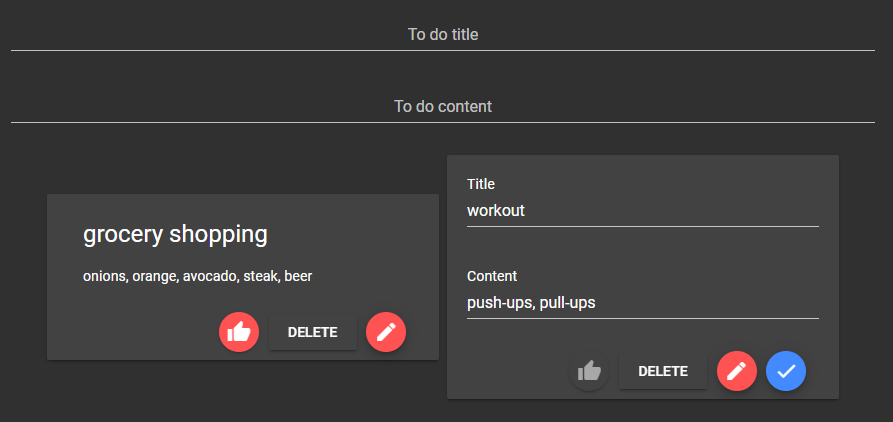 To do title
To do content
grocery shopping
onions, orange, avocado, steak, beer
DELETE
Title
workout
Content
push-ups, pull-ups
DELETE